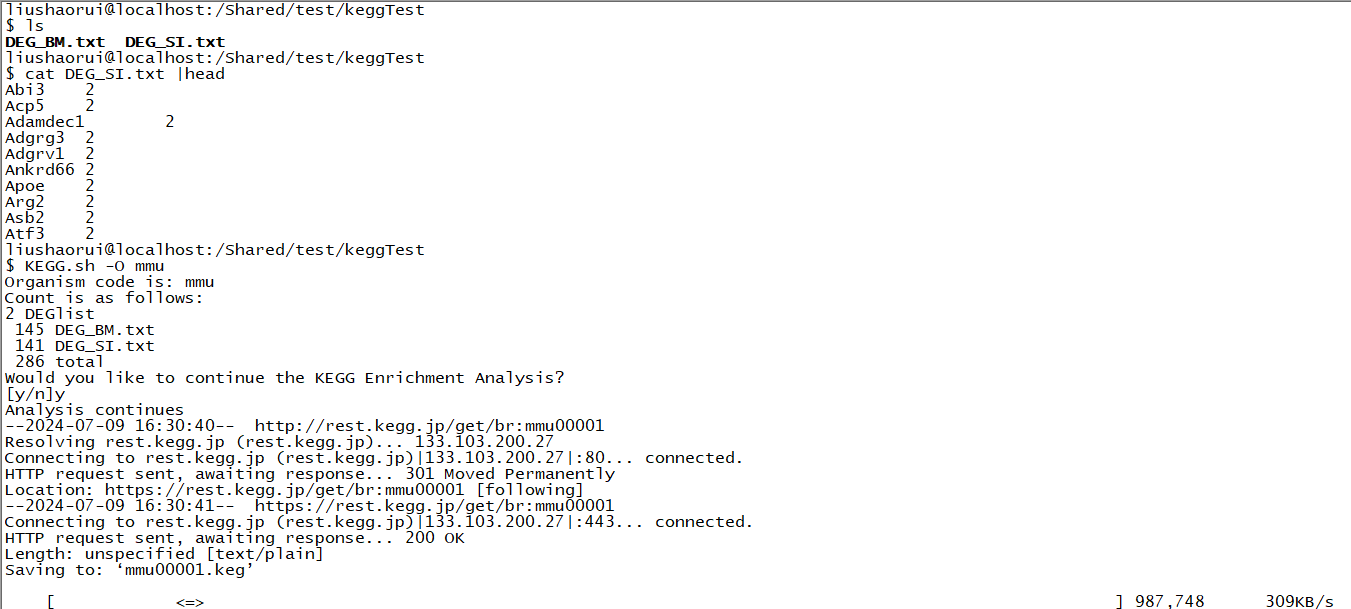 liushaorui@localhost:/Shared/test/keggTest
$ ls
DEG_BM.txt  DEG_SI.txt
liushaorui@localhost:/Shared/test/keggTest
$ cat DEG_SI.txt |head
Abi3    2
Acp5    2
Adamdec1        2
Adgrg3  2
Adgrv1  2
Ankrd66 2
Apoe    2
Arg2    2
Asb2    2
Atf3    2
liushaorui@localhost:/Shared/test/keggTest
$ KEGG.sh -O mmu
Organism code is: mmu
Count is as follows:
2 DEGlist
 145 DEG_BM.txt
 141 DEG_SI.txt
 286 total
Would you like to continue the KEGG Enrichment Analysis?
[y/n]y
Analysis continues
--2024-07-09 16:30:40--  http://rest.kegg.jp/get/br:mmu00001
Resolving rest.kegg.jp (rest.kegg.jp)... 133.103.200.27
Connecting to rest.kegg.jp (rest.kegg.jp)|133.103.200.27|:80... connected.
HTTP request sent, awaiting response... 301 Moved Permanently
Location: https://rest.kegg.jp/get/br:mmu00001 [following]
--2024-07-09 16:30:41--  https://rest.kegg.jp/get/br:mmu00001
Connecting to rest.kegg.jp (rest.kegg.jp)|133.103.200.27|:443... connected.
HTTP request sent, awaiting response... 200 OK
Length: unspecified [text/plain]
Saving to: ‘mmu00001.keg’
[            <=>                                                                                           ] 987,748      309KB/s